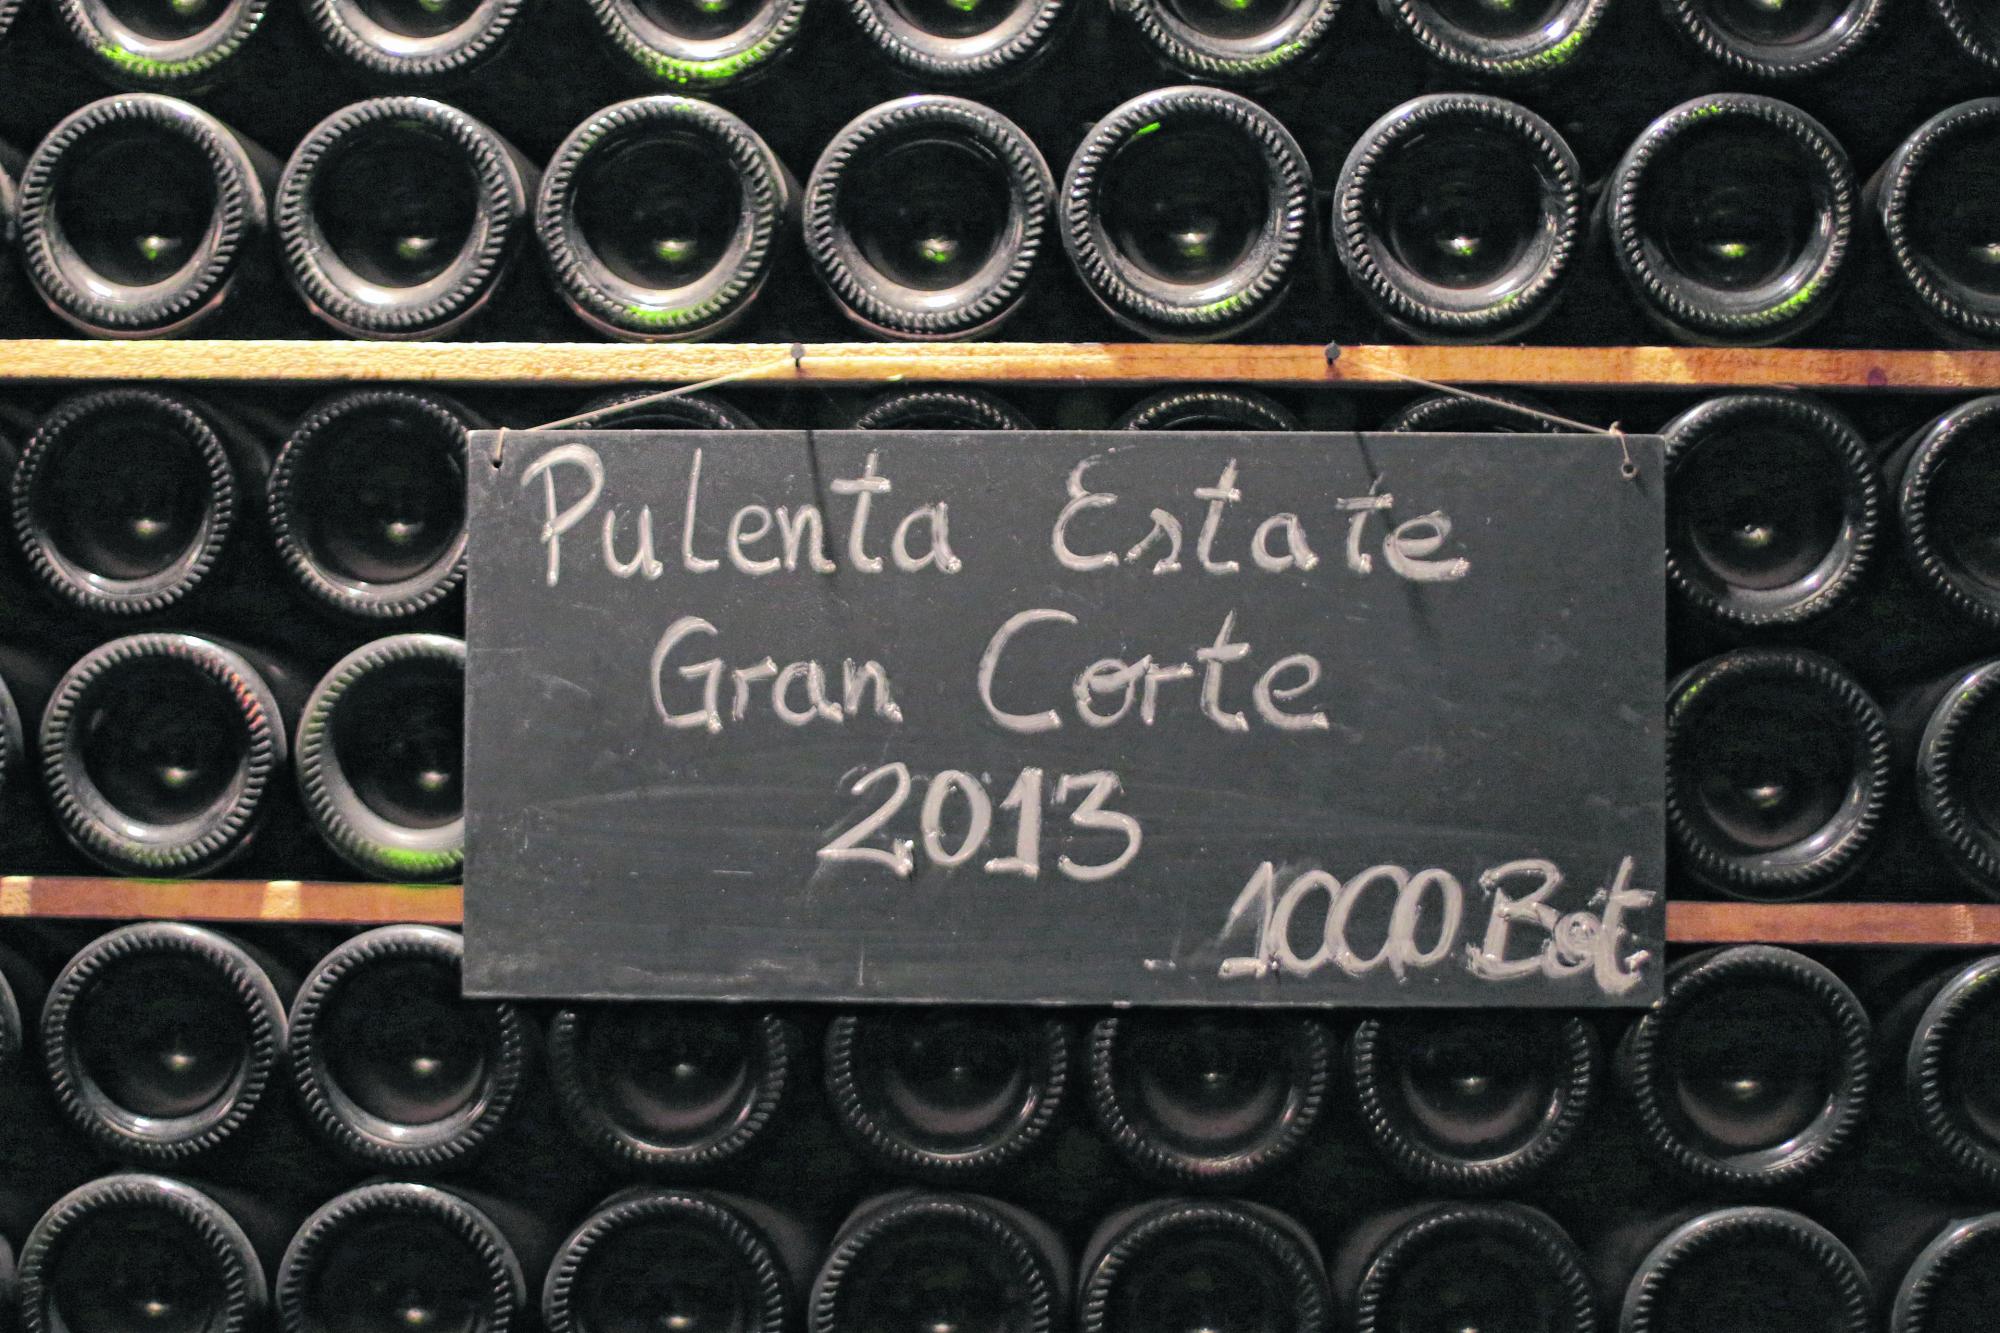 Pulenta Estate
Gran Corte
2013
1000 Bot.